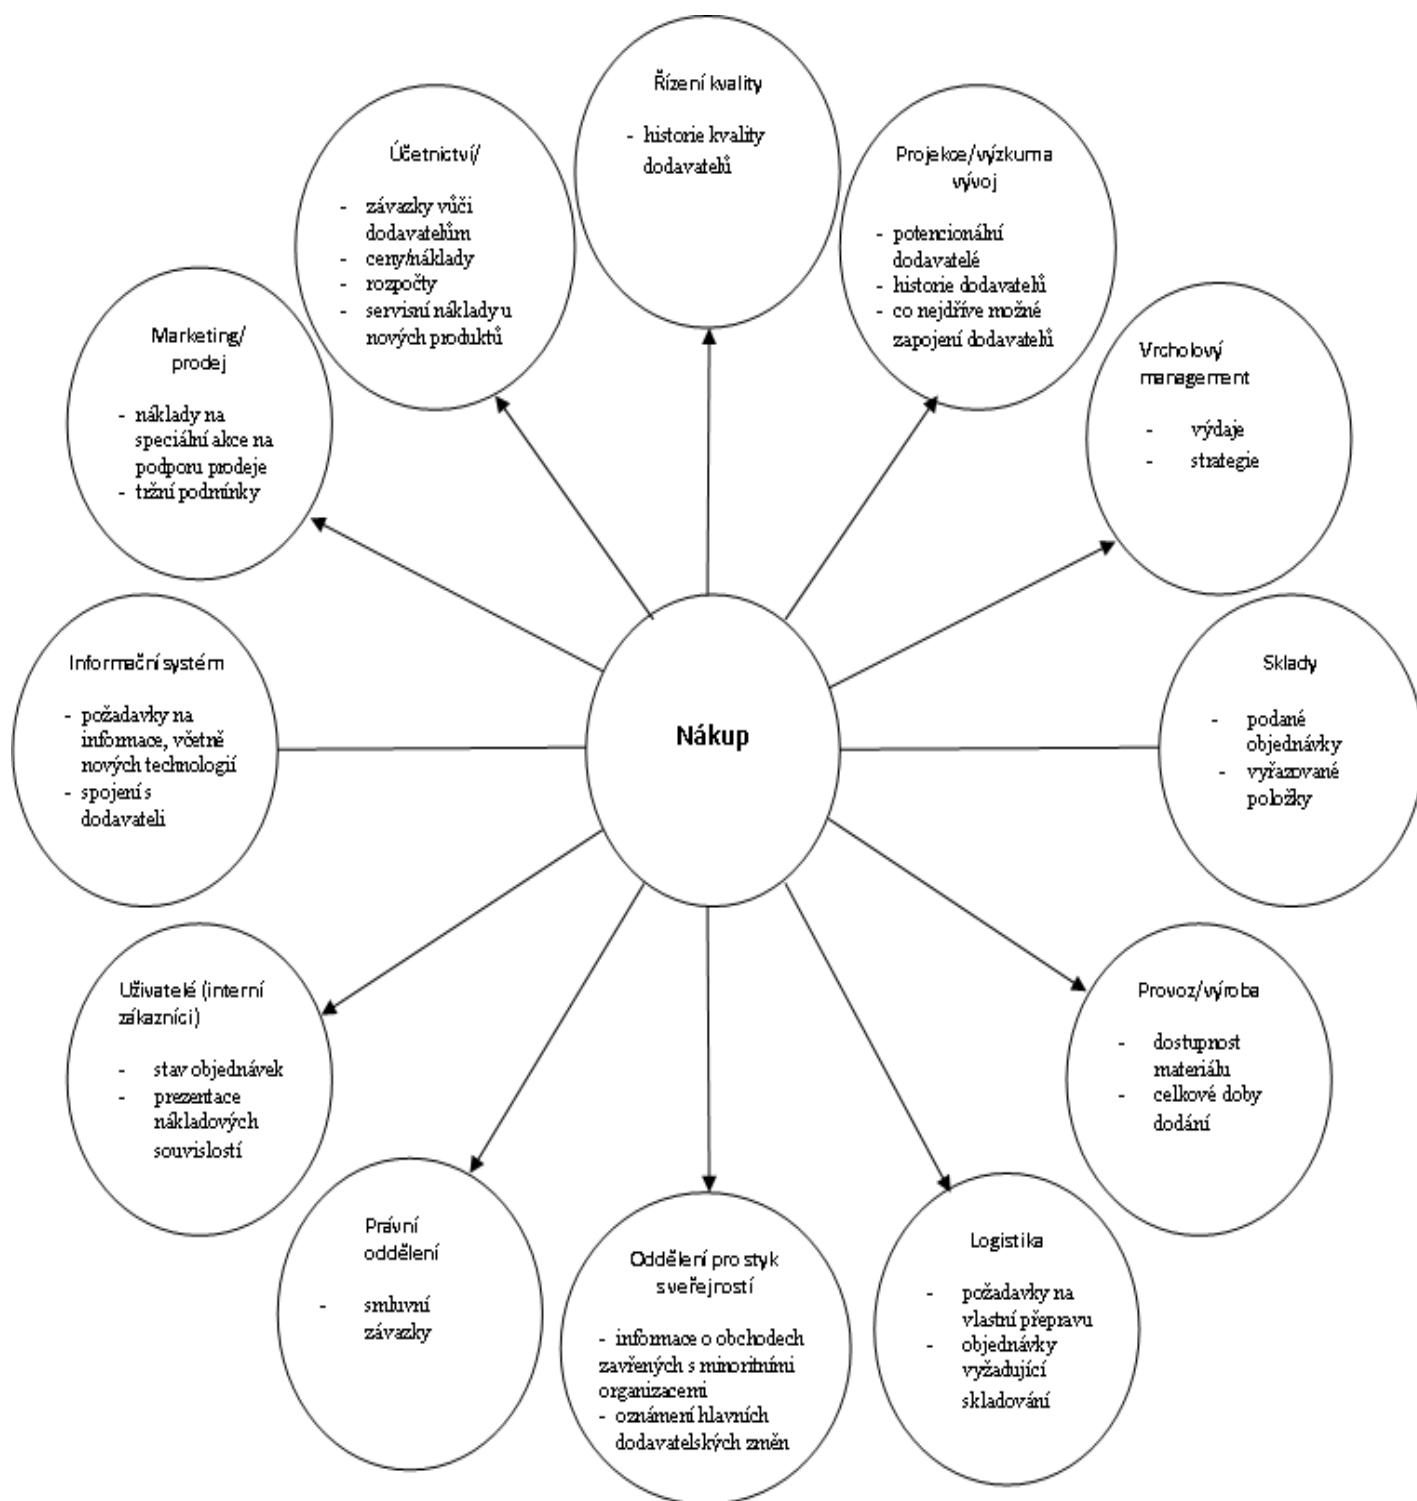 Řízení kvality
- historie kvality
dodavatelů
Účetnictví/
- závazky vůči
dodavatelům
- ceny/náklady
- rozpočty
- servisní náklady u
nových produktů
Projekce/výzkum a
vývoj
- potencionální
dodavatelé
- historie dodavatelů
- co nejdříve možné
zapojení dodavatelů
Marketing/
prodej
- náklady na
speciální akce na
podporu prodeje
- tržní podmínky
Vrcholový
management
- výdaje
- strategie
Informační systém
- požadavky na
informace, včetně
nových technologií
- spojení s
dodavateli
Nákup
Sklady
- podané
objednávky
- vyřazované
položky
Uživatelé (interní
zákazníci)
- stav objednávek
- prezentace
nákladových
souvislostí
Provoz/výroba
- dostupnost
materiálu
- celkové doby
dodání
Právní
oddělení
- smluvní
závazky
Oddělení pro styk
s veřejností
- informace o obchodech
zavřených s minoritními
organizacemi
- oznámení hlavních
dodavatelských změn
Logistika
- požadavky na
vlastní přepravu
- objednávky
vyžadující
skladování